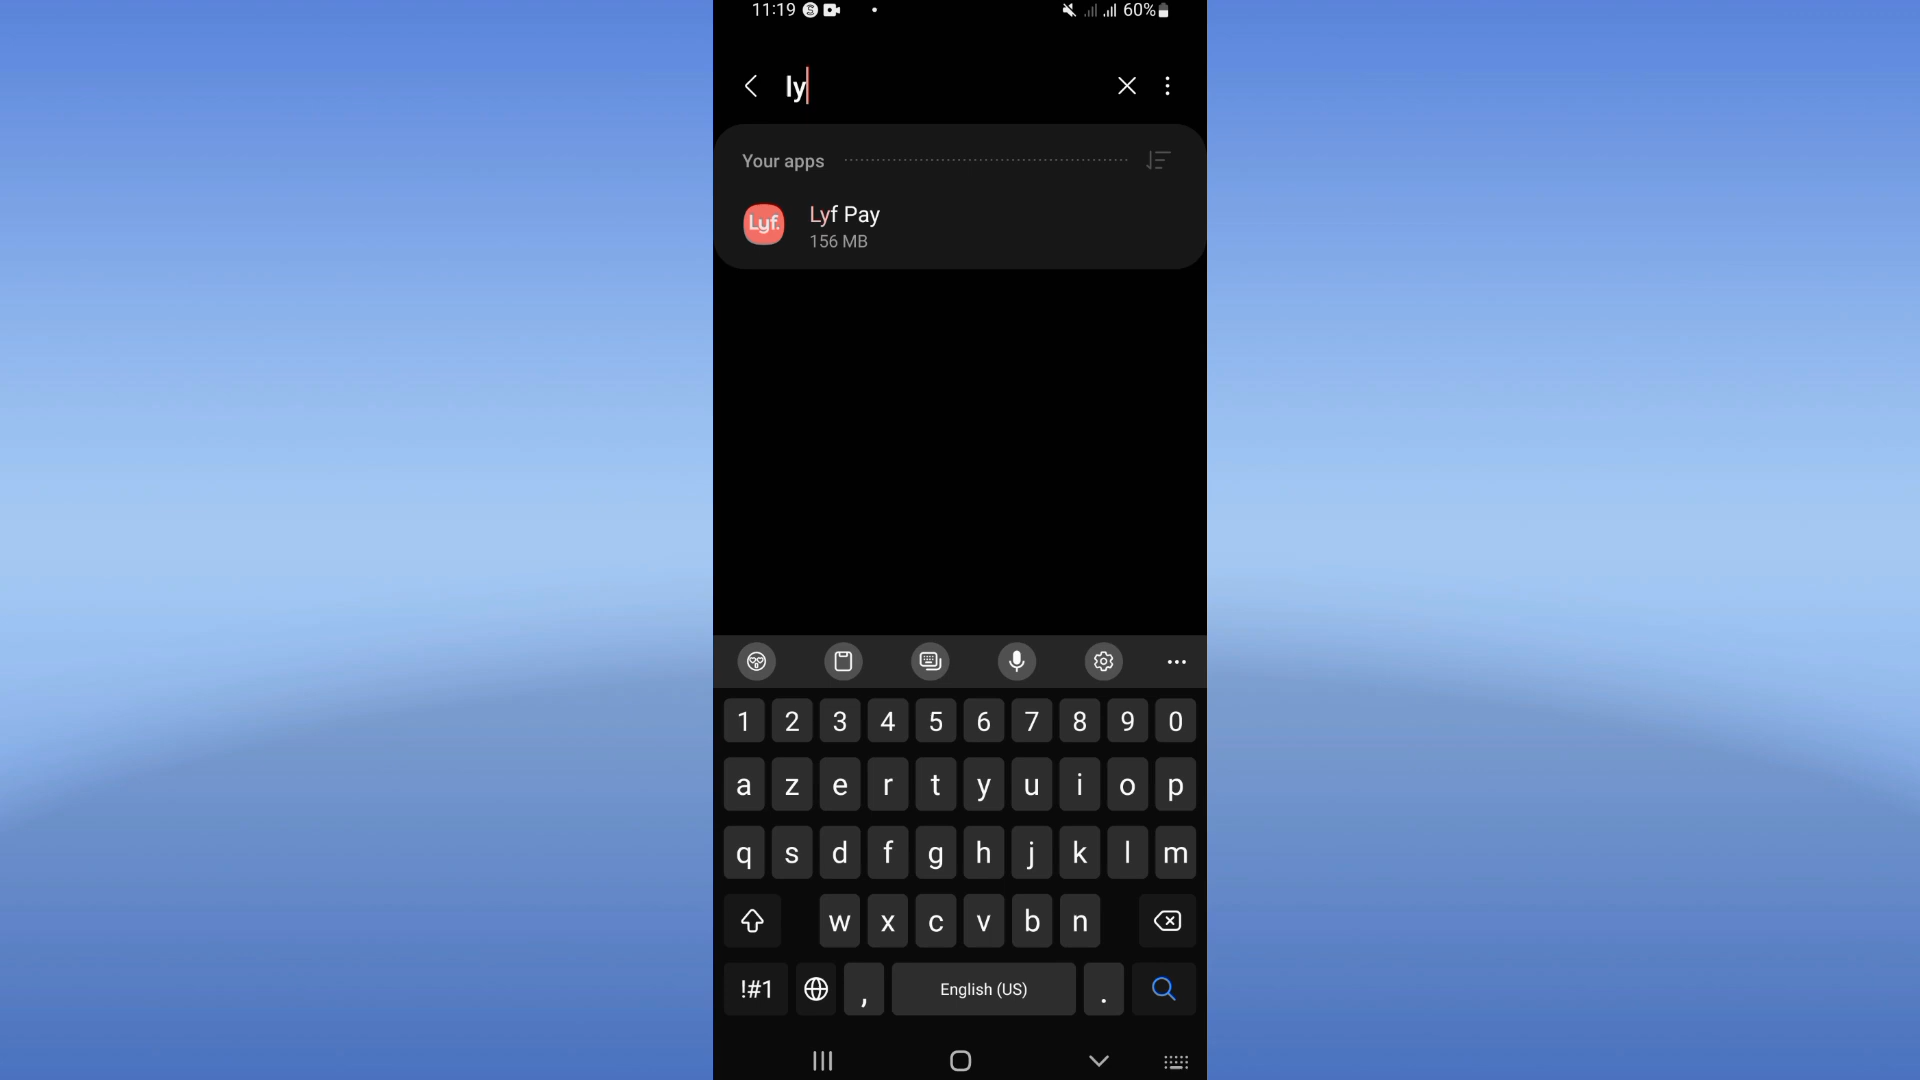 11:19
60%
ly
Your apps
Lyf.
Lyf Pay
156 MB
1 2 3 4 5 6 7 8 9 0
a z e r t y u i o p
q s d f g h j k l m
w x c v b n
!#1 , English (US) .